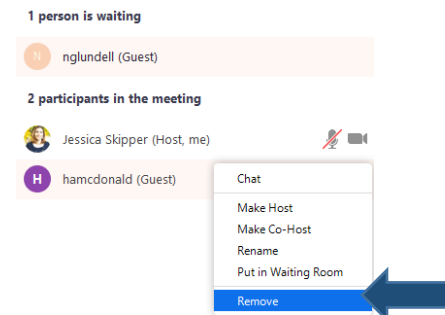 1 person is waiting
N nglundell (Guest)
2 participants in the meeting
Jessica Skipper (Host, me)
H hamcdonald (Guest)
Chat
Make Host
Make Co-Host
Rename
Put in Waiting Room
Remove